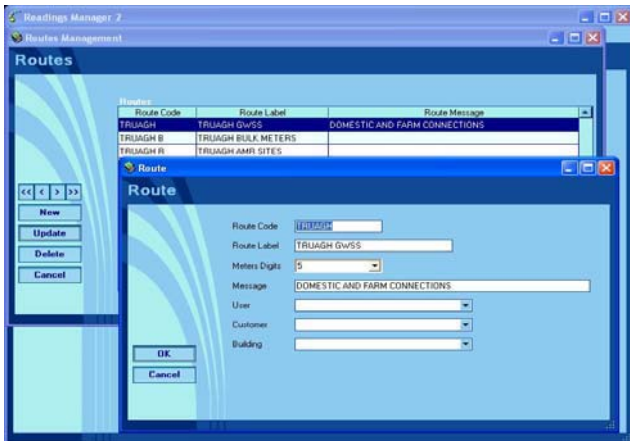 Readings Manager 2
Routes Management
Routes
Routes
Route Code Route Label Route Message
TRUAGH TRUAGH GWSS DOMESTIC AND FARM CONNECTIONS
TRUAGH B TRUAGH BULK METERS
TRUAGH R TRUAGH AMR SITES
<< < > >>
New
Update
Delete
Cancel
Route
Route
Route Code TRUAGH
Route Label TRUAGH GWSS
Meters Digits 5
Message DOMESTIC AND FARM CONNECTIONS
User
Customer
Building
OK
Cancel